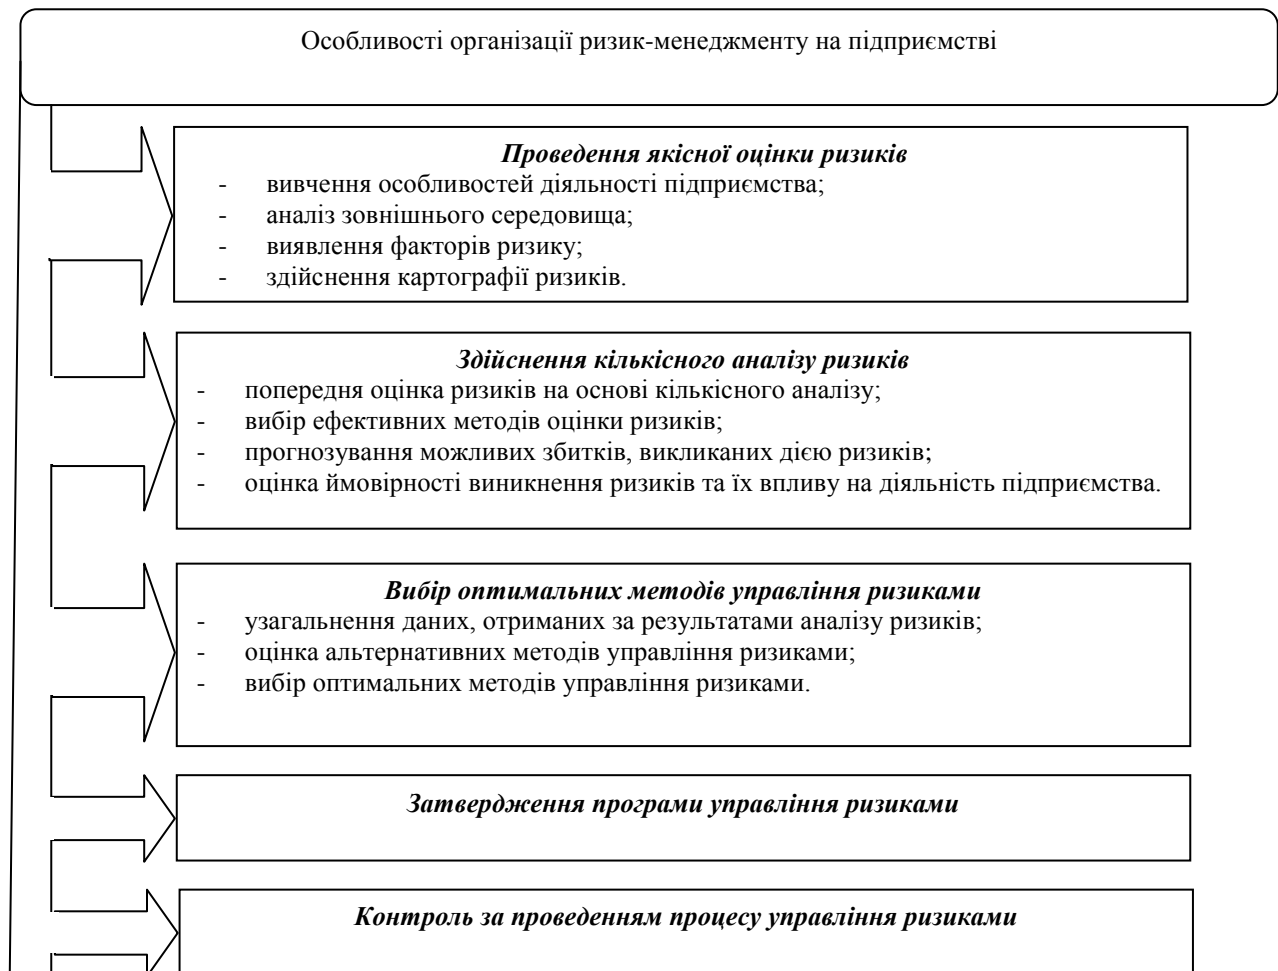 Особливості організації ризик-менеджменту на підприємстві
Проведення якісної оцінки ризиків
- вивчення особливостей діяльності підприємства;
- аналіз зовнішнього середовища;
- виявлення факторів ризику;
- здійснення картографії ризиків.
Здійснення кількісного аналізу ризиків
- попередня оцінка ризиків на основі кількісного аналізу;
- вибір ефективних методів оцінки ризиків;
- прогнозування можливих збитків, викликаних дією ризиків;
- оцінка ймовірності виникнення ризиків та їх впливу на діяльність підприємства.
Вибір оптимальних методів управління ризиками
- узагальнення даних, отриманих за результатами аналізу ризиків;
- оцінка альтернативних методів управління ризиками;
- вибір оптимальних методів управління ризиками.
Затвердження програми управління ризиками
Контроль за проведенням процесу управління ризиками